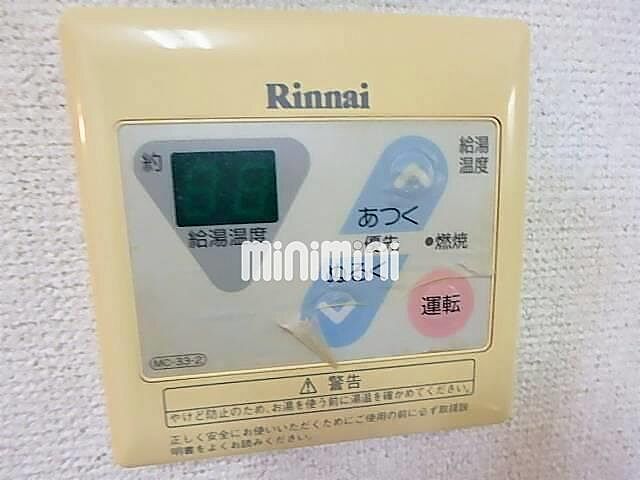 Rinnai
約
給湯温度
給湯
温度
あつく
優先
燃焼
minimini
ぬるく
運転
MC-33-2
⚠警告
やけど防止のため、お湯を使う前に湯温を確かめてください。
正しく安全にお使いいただくためにご使用の前に必ず取扱説
明書をよくお読みください。